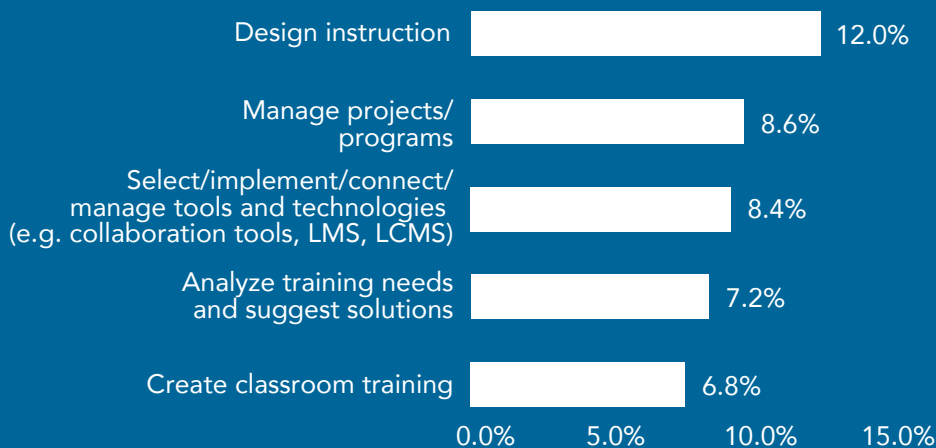 Design instruction
12.0%
Manage projects/
programs
8.6%
Select/implement/connect/
manage tools and technologies
(e.g. collaboration tools, LMS, LCMS)
8.4%
Analyze training needs
and suggest solutions
7.2%
Create classroom training
6.8%
0.0% 5.0% 10.0% 15.0%